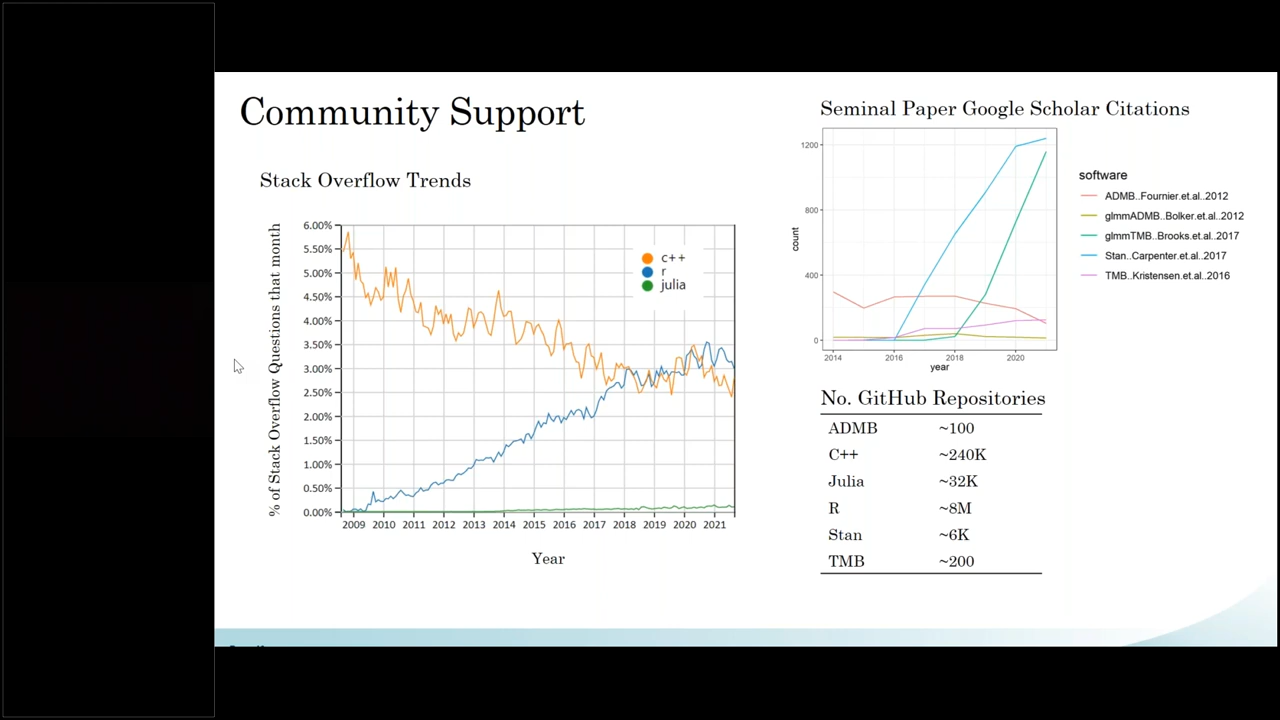 Community Support
Stack Overflow Trends
% of Stack Overflow Questions that month
6.00%
5.50%
5.00%
4.50%
4.00%
3.50%
3.00%
2.50%
2.00%
1.50%
1.00%
0.50%
0.00%
c++
r
julia
2009 2010 2011 2012 2013 2014 2015 2016 2017 2018 2019 2020 2021
Year
Seminal Paper Google Scholar Citations
count
1200
800
400
0
2014 2016 2018 2020
year
software
ADMB..Fournier.et.al..2012
glmmADMB..Bolker.et.al..2012
glmmTMB..Brooks.et.al..2017
Stan..Carpenter.et.al..2017
TMB..Kristensen.et.al..2016
No. GitHub Repositories
ADMB ~100
C++ ~240K
Julia ~32K
R ~8M
Stan ~6K
TMB ~200